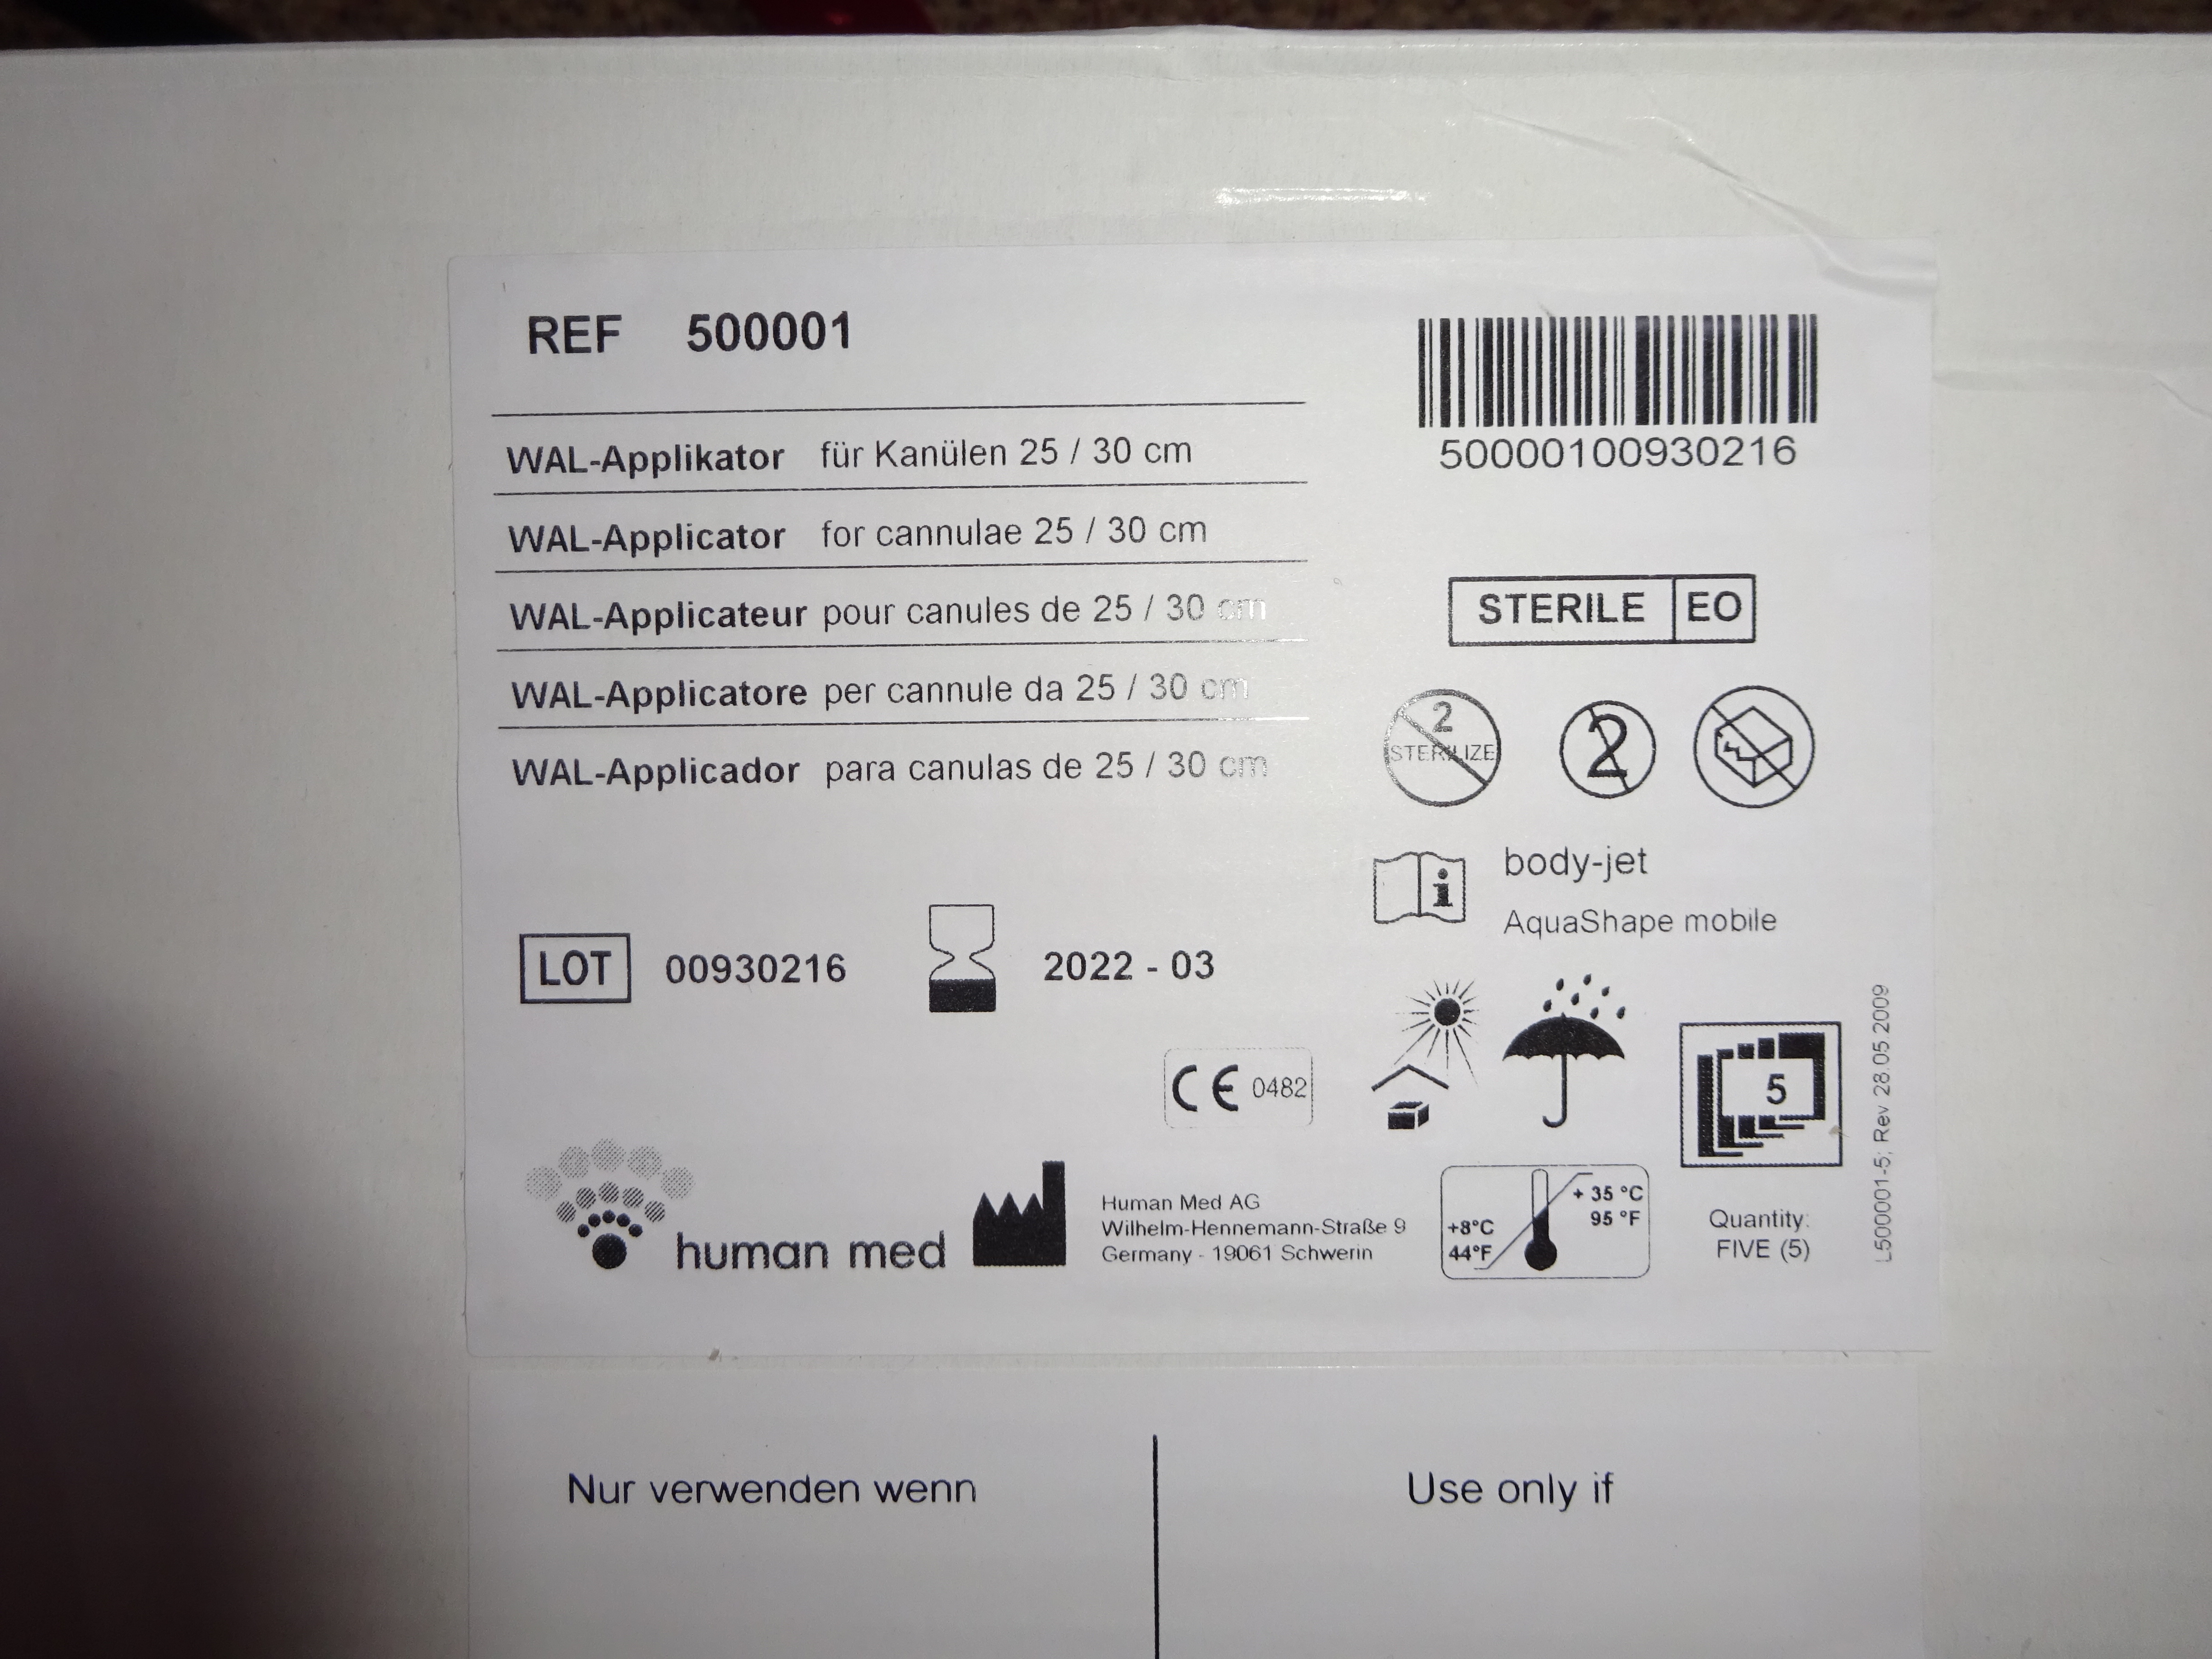 REF 500001
50000100930216
WAL-Applikator für Kanülen 25 / 30 cm
WAL-Applicator for cannulae 25 / 30 cm
WAL-Applicateur pour canules de 25 / 30 cm
WAL-Applicatore per cannule da 25 / 30 cm
WAL-Applicador para canulas de 25 / 30 cm
STERILE EO
2
STERILIZE
2
body-jet
AquaShape mobile
LOT 00930216 2022 - 03
CE 0482
5
Quantity:
FIVE (5)
human med
Human Med AG
Wilhelm-Hennemann-Straße 9
Germany - 19061 Schwerin
+ 35 °C
95 °F
+8°C
44°F
L500001-5; Rev 28.05.2009
Nur verwenden wenn
Use only if